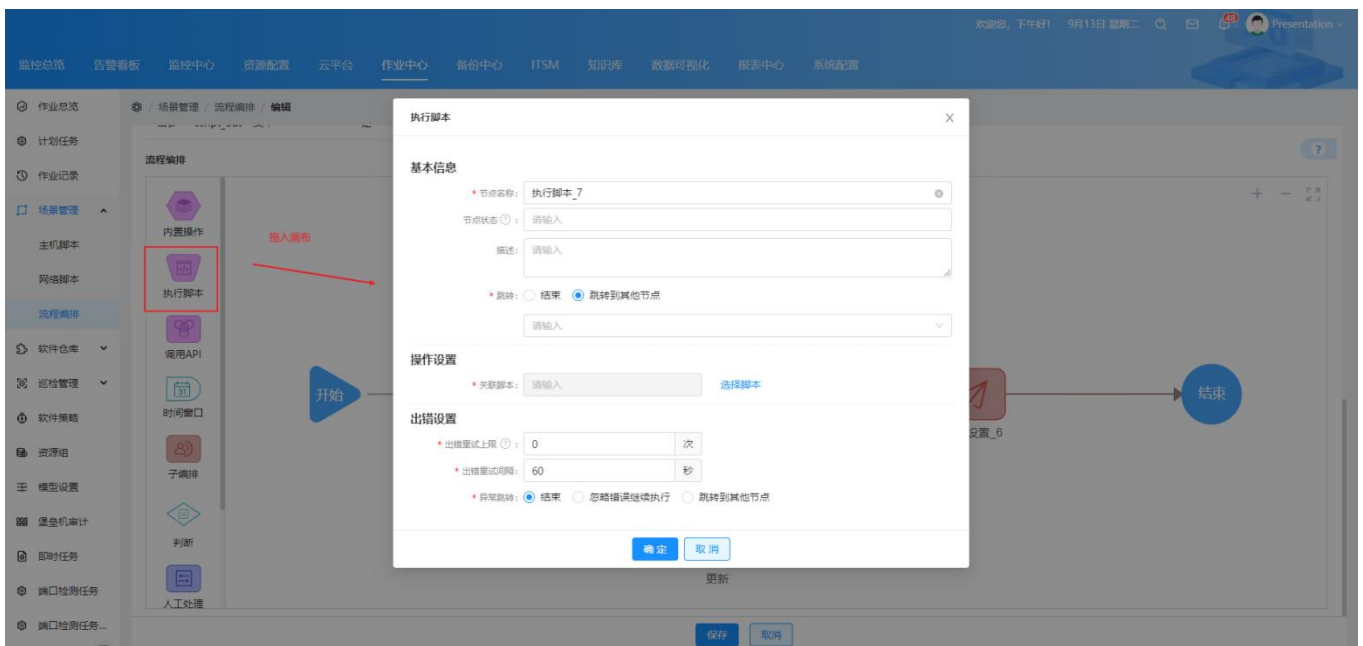 欢迎您, 下午好! 9月13日 星期二 48 Presentation
监控总览 告警看板 监控中心 资源配置 云平台 作业中心 备份中心 ITSM 知识库 数据可视化 报表中心 系统配置
作业总览
计划任务
作业记录
场景管理
主机脚本
网络脚本
流程编排
软件仓库
巡检管理
软件策略
资源组
模型设置
堡垒机审计
即时任务
端口检测任务
端口检测任务...
/ 场景管理 / 流程编排 / 编辑
流程编排
内置操作
执行脚本
调用API
时间窗口
子编排
判断
人工处理
拖入画布
开始
执行脚本 X
基本信息
* 节点名称: 执行脚本_7
节点状态 ? : 请输入
描述: 请输入
* 跳转: 结束 跳转到其他节点
请输入
操作设置
* 关联脚本: 请输入 选择脚本
出错设置
* 出错重试上限 ? : 0 次
* 出错重试间隔: 60 秒
* 异常跳转: 结束 忽略错误继续执行 跳转到其他节点
确定 取消
?
+ −
设置_6
结束
更新
保存 取消